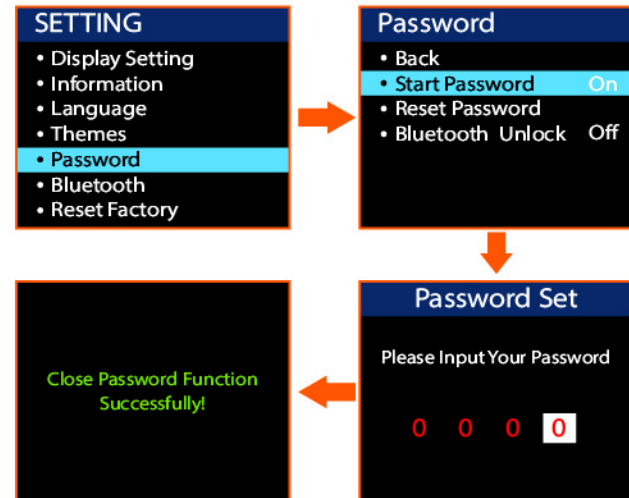 SETTING
• Display Setting
• Information
• Language
• Themes
• Password
• Bluetooth
• Reset Factory
Password
• Back
• Start Password On
• Reset Password
• Bluetooth Unlock Off
Password Set
Please Input Your Password
0 0 0 0
Close Password Function
Successfully!